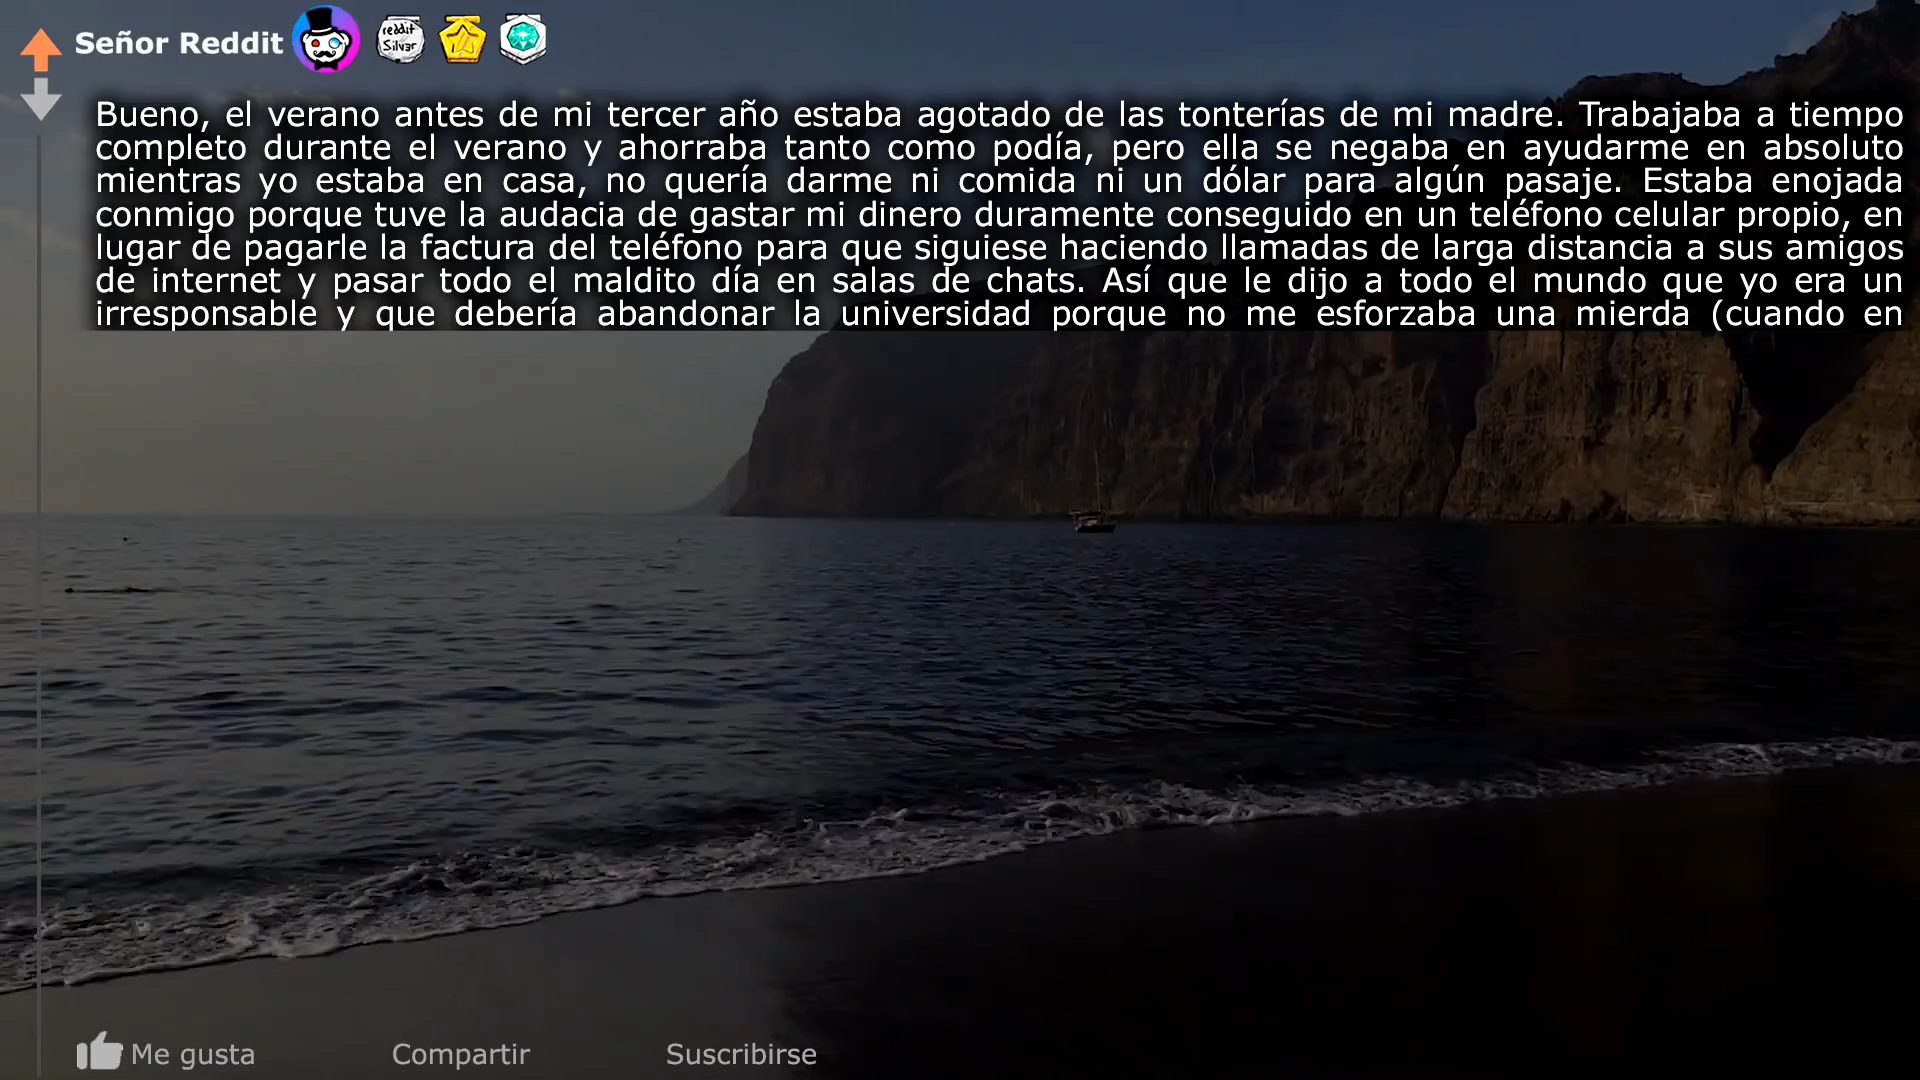 Señor Reddit
reddit
Silver
Bueno, el verano antes de mi tercer año estaba agotado de las tonterías de mi madre. Trabajaba a tiempo
completo durante el verano y ahorraba tanto como podía, pero ella se negaba en ayudarme en absoluto
mientras yo estaba en casa, no quería darme ni comida ni un dólar para algún pasaje. Estaba enojada
conmigo porque tuve la audacia de gastar mi dinero duramente conseguido en un teléfono celular propio, en
lugar de pagarle la factura del teléfono para que siguiese haciendo llamadas de larga distancia a sus amigos
de internet y pasar todo el maldito día en salas de chats. Así que le dijo a todo el mundo que yo era un
irresponsable y que debería abandonar la universidad porque no me esforzaba una mierda (cuando en
Me gusta
Compartir
Suscribirse